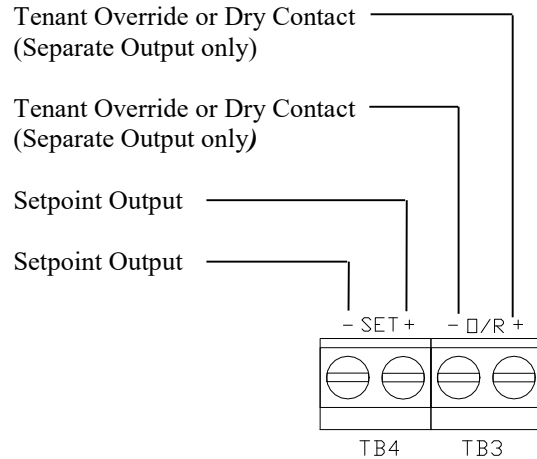 Tenant Override or Dry Contact
(Separate Output only)
Tenant Override or Dry Contact
(Separate Output only)
Setpoint Output
Setpoint Output
- SET + - O/R +
TB4 TB3